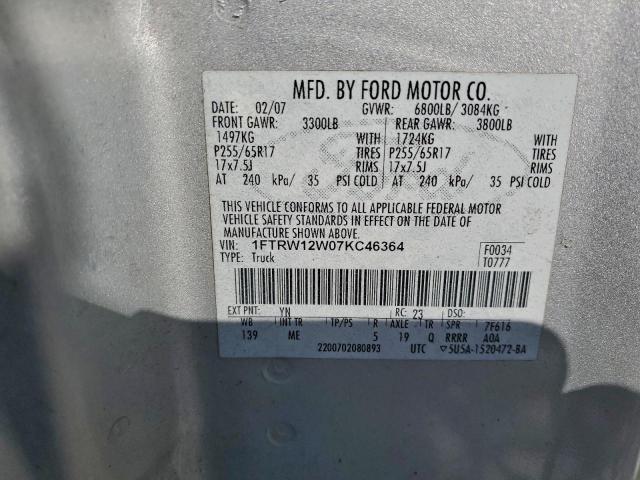 MFD. BY FORD MOTOR CO.
DATE: 02/07 GVWR: 6800LB/ 3084KG
FRONT GAWR: 3300LB REAR GAWR: 3800LB
1497KG WITH 1724KG WITH
P255/65R17 TIRES P255/65R17 TIRES
17x7.5J RIMS 17x7.5J RIMS
AT 240 kPa/ 35 PSI COLD AT 240 kPa/ 35 PSI COLD
THIS VEHICLE CONFORMS TO ALL APPLICABLE FEDERAL MOTOR
VEHICLE SAFETY STANDARDS IN EFFECT ON THE DATE OF
MANUFACTURE SHOWN ABOVE.
VIN: 1FTRW12W07KC46364 F0034
TYPE: Truck T0777
EXT PNT: YN RC: 23 DSO:
WB INT TR TP/PS R AXLE TR SPR 7F616
139 ME 5 19 Q RRRR AOA
2200702080893 UTC ▽5U5A-1520472-BA